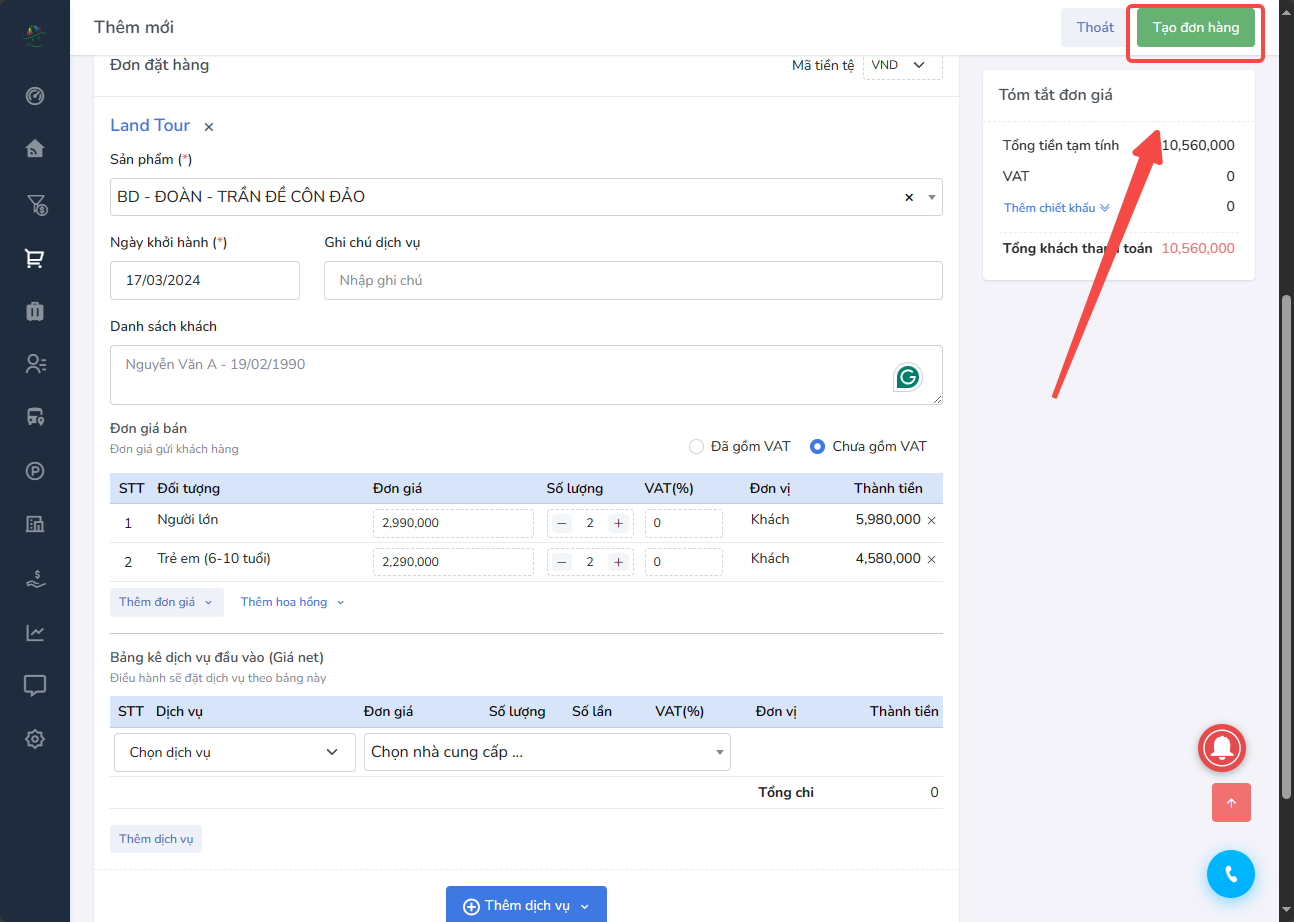 Thêm mới
Thoát
Tạo đơn hàng
Đơn đặt hàng
Mã tiền tệ
VND
Land Tour ×
Sản phẩm (*)
BD - ĐOÀN - TRẦN ĐỀ CÔN ĐẢO ×
Ngày khởi hành (*)
Ghi chú dịch vụ
17/03/2024
Nhập ghi chú
Danh sách khách
Nguyễn Văn A - 19/02/1990
Đơn giá bán
Đơn giá gửi khách hàng
Đã gồm VAT
Chưa gồm VAT
STT Đối tượng Đơn giá Số lượng VAT(%) Đơn vị Thành tiền
1 Người lớn 2,990,000 − 2 + 0 Khách 5,980,000 ×
2 Trẻ em (6-10 tuổi) 2,290,000 − 2 + 0 Khách 4,580,000 ×
Thêm đơn giá
Thêm hoa hồng
Bảng kê dịch vụ đầu vào (Giá net)
Điều hành sẽ đặt dịch vụ theo bảng này
STT Dịch vụ Đơn giá Số lượng Số lần VAT(%) Đơn vị Thành tiền
Chọn dịch vụ
Chọn nhà cung cấp ...
Tổng chi 0
Thêm dịch vụ
Thêm dịch vụ
Tóm tắt đơn giá
Tổng tiền tạm tính 10,560,000
VAT 0
Thêm chiết khấu 0
Tổng khách thanh toán 10,560,000